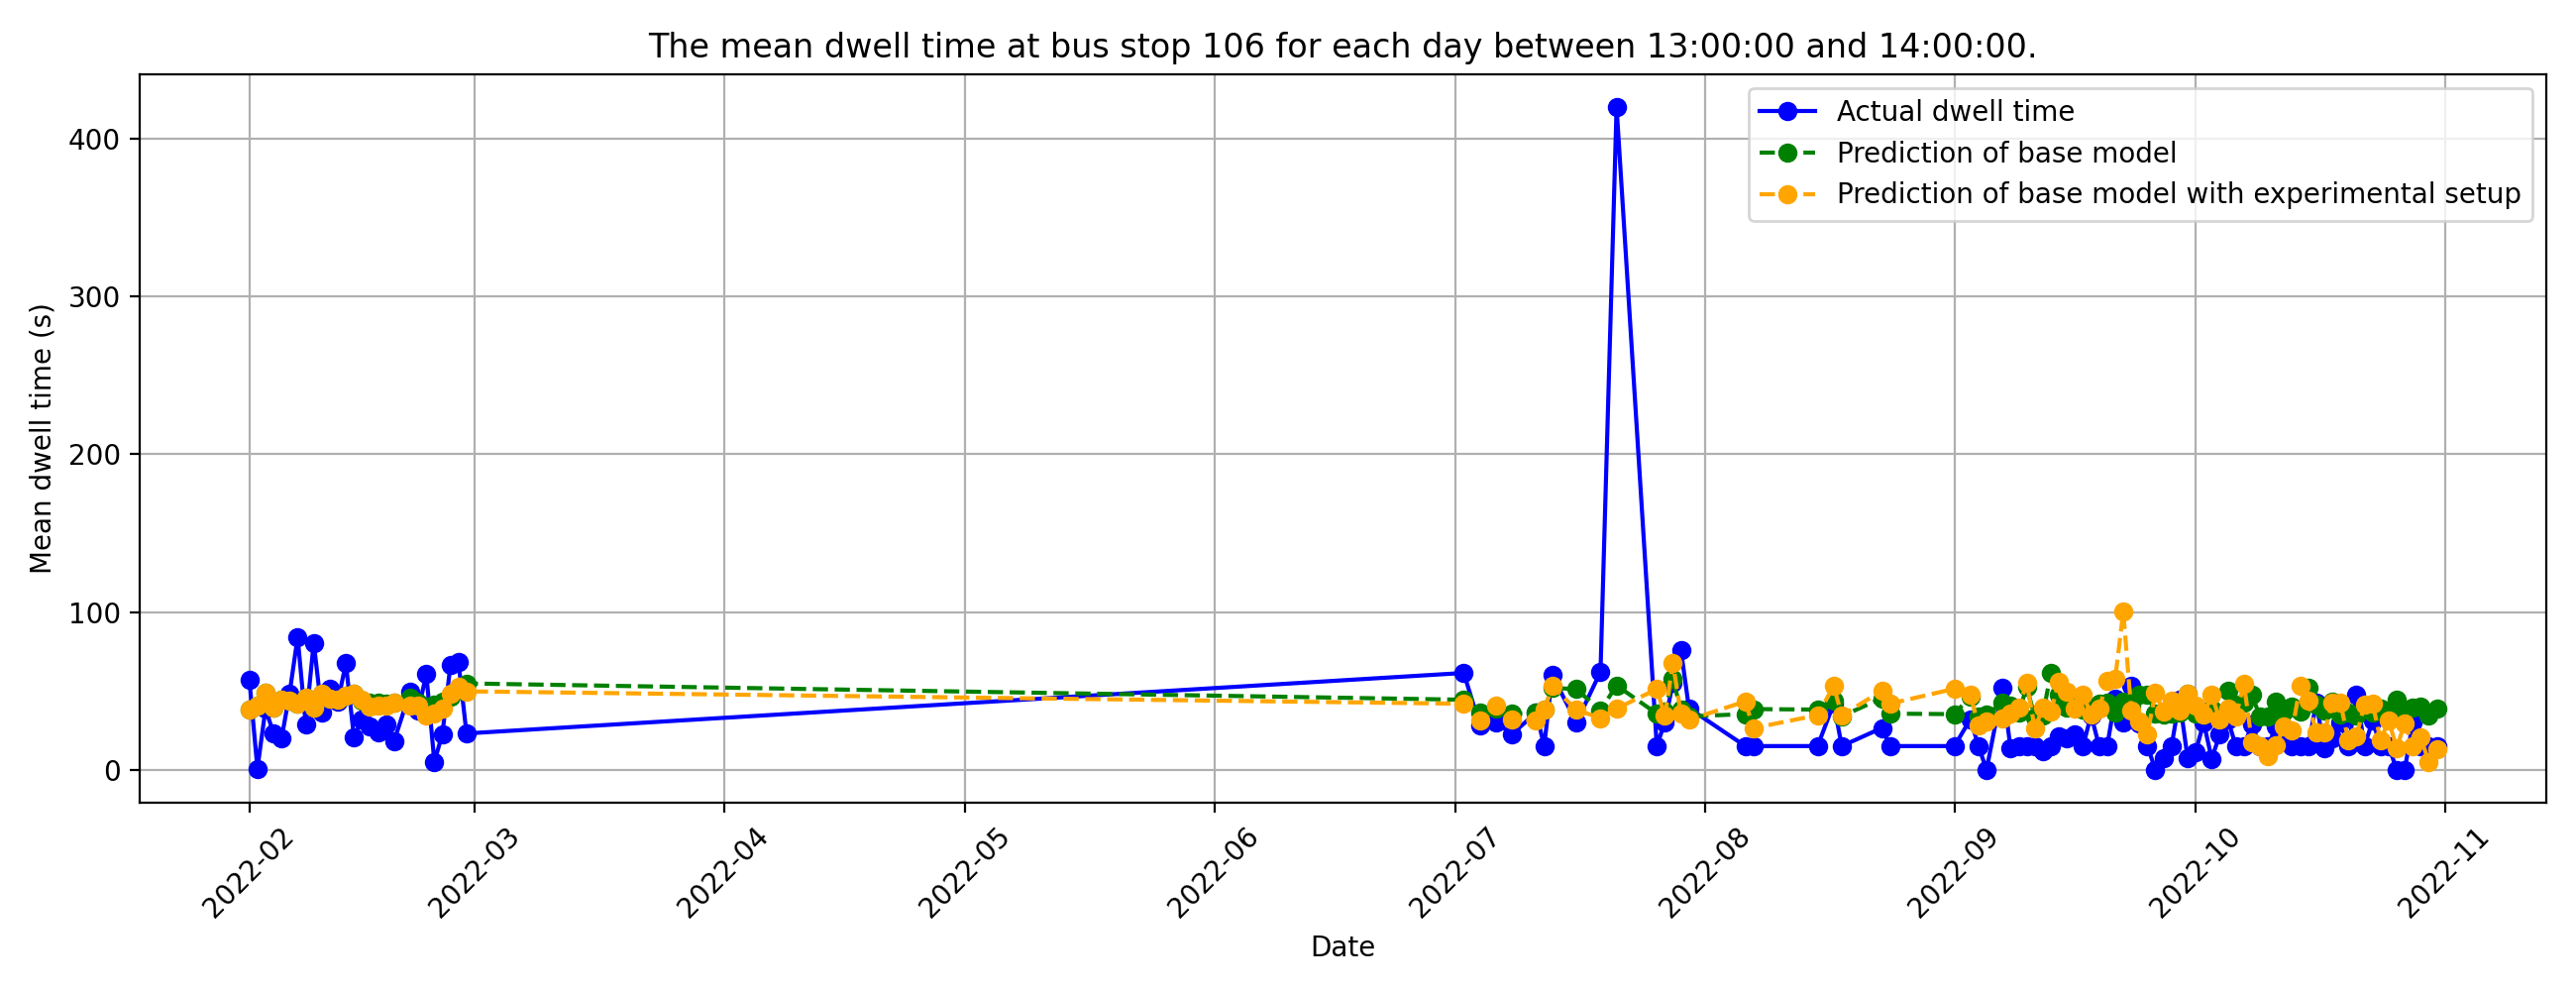 The mean dwell time at bus stop 106 for each day between 13:00:00 and 14:00:00.
Actual dwell time
Prediction of base model
Prediction of base model with experimental setup
Mean dwell time (s)
400
300
200
100
0
2022-02
2022-03
2022-04
2022-05
2022-06
2022-07
2022-08
2022-09
2022-10
2022-11
Date